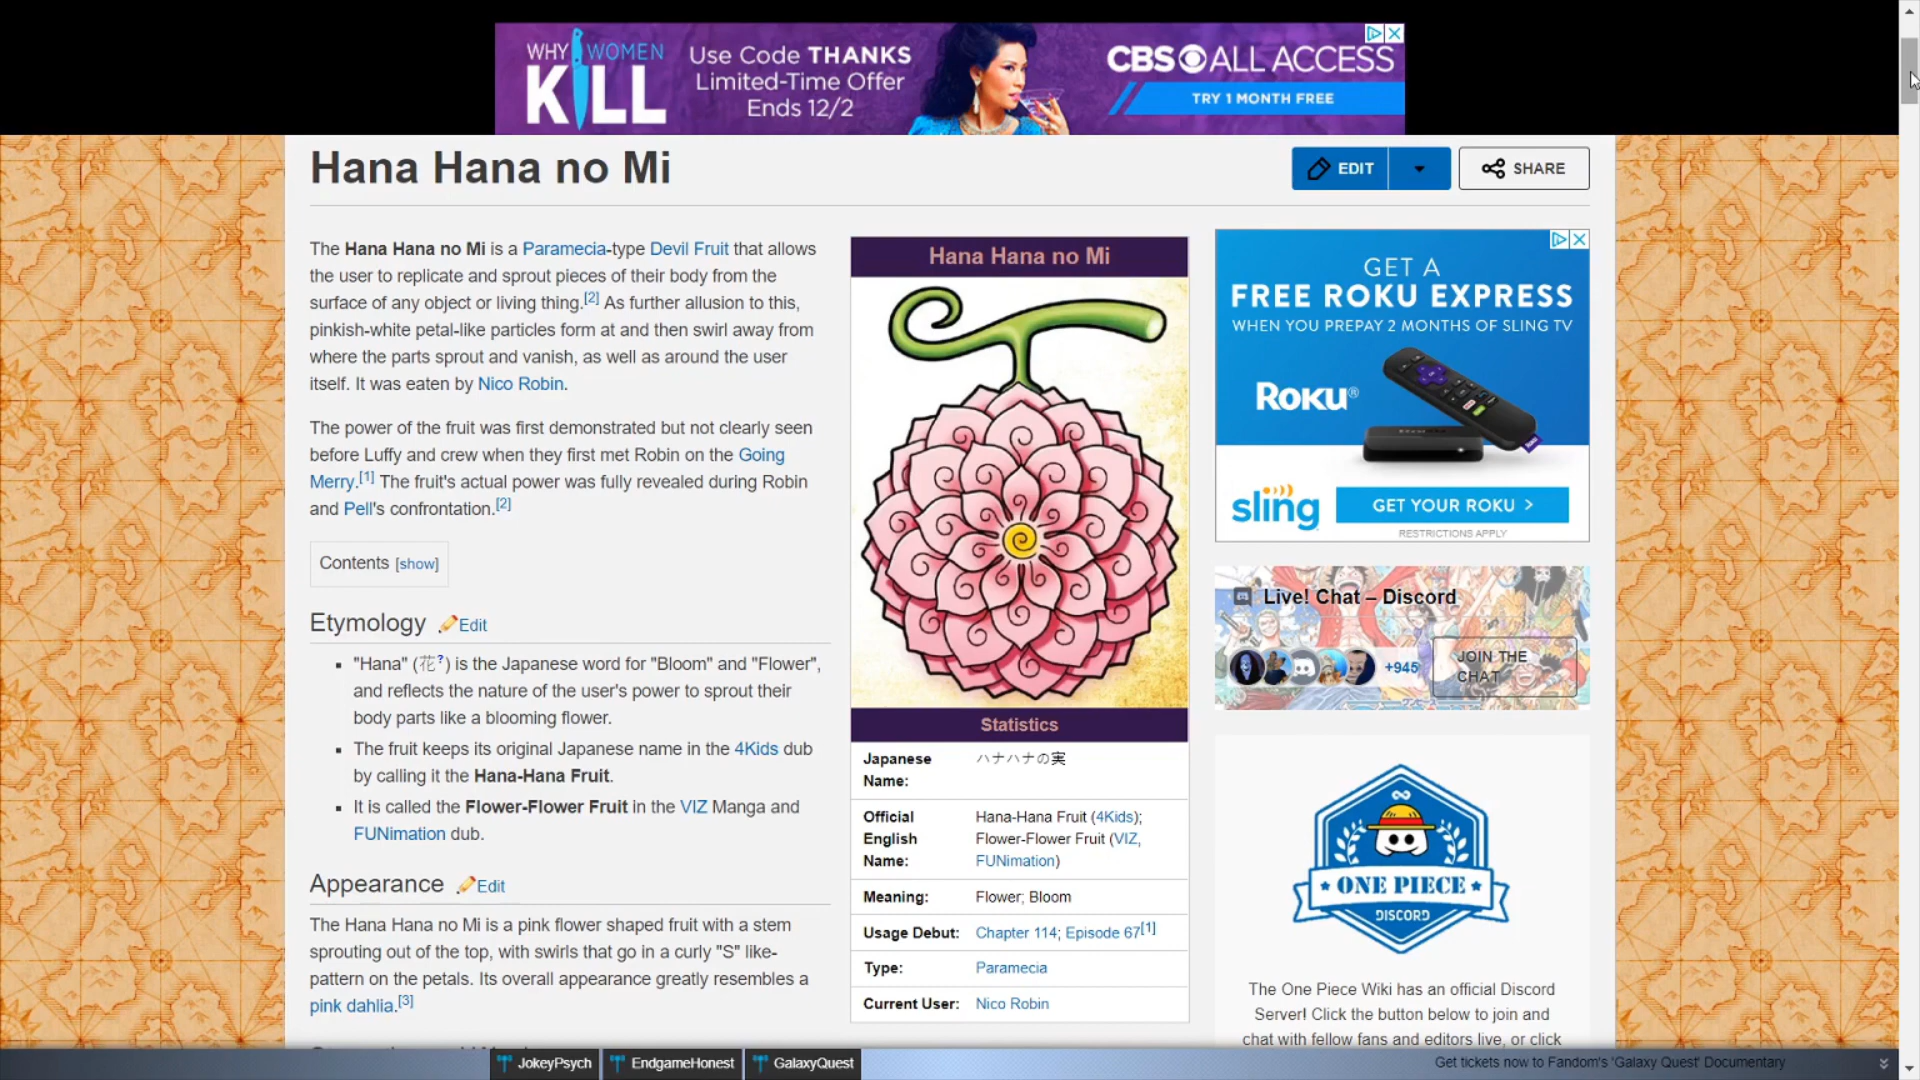 WHY WOMEN
KILL
Use Code THANKS
Limited-Time Offer
Ends 12/2
CBS ALL ACCESS
TRY 1 MONTH FREE
Hana Hana no Mi
EDIT
SHARE
The Hana Hana no Mi is a Paramecia-type Devil Fruit that allows
the user to replicate and sprout pieces of their body from the
surface of any object or living thing.[2] As further allusion to this,
pinkish-white petal-like particles form at and then swirl away from
where the parts sprout and vanish, as well as around the user
itself. It was eaten by Nico Robin.
The power of the fruit was first demonstrated but not clearly seen
before Luffy and crew when they first met Robin on the Going
Merry.[1] The fruit's actual power was fully revealed during Robin
and Pell's confrontation.[2]
Contents [show]
Etymology Edit
"Hana" (花?) is the Japanese word for "Bloom" and "Flower",
and reflects the nature of the user's power to sprout their
body parts like a blooming flower.
The fruit keeps its original Japanese name in the 4Kids dub
by calling it the Hana-Hana Fruit.
It is called the Flower-Flower Fruit in the VIZ Manga and
FUNimation dub.
Appearance Edit
The Hana Hana no Mi is a pink flower shaped fruit with a stem
sprouting out of the top, with swirls that go in a curly "S" like-
pattern on the petals. Its overall appearance greatly resembles a
pink dahlia.[3]
Hana Hana no Mi
Statistics
Japanese
Name:
ハナハナの実
Official
English
Name:
Hana-Hana Fruit (4Kids);
Flower-Flower Fruit (VIZ,
FUNimation)
Meaning: Flower; Bloom
Usage Debut: Chapter 114; Episode 67[1]
Type: Paramecia
Current User: Nico Robin
GET A
FREE ROKU EXPRESS
WHEN YOU PREPAY 2 MONTHS OF SLING TV
ROKU®
sling
GET YOUR ROKU >
RESTRICTIONS APPLY
Live! Chat – Discord
+945
JOIN THE
CHAT
ONE PIECE
DISCORD
The One Piece Wiki has an official Discord
Server! Click the button below to join and
chat with fellow fans and editors live, or click
JokeyPsych
EndgameHonest
GalaxyQuest
Get tickets now to Fandom's 'Galaxy Quest' Documentary